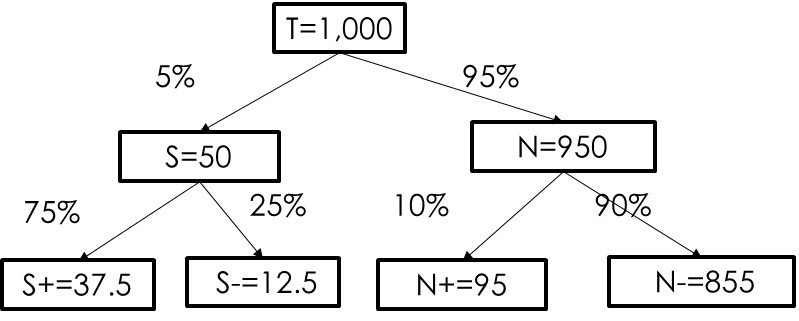 T=1,000
5%
95%
S=50
N=950
75%
25%
10%
90%
S+=37.5
S-=12.5
N+=95
N-=855